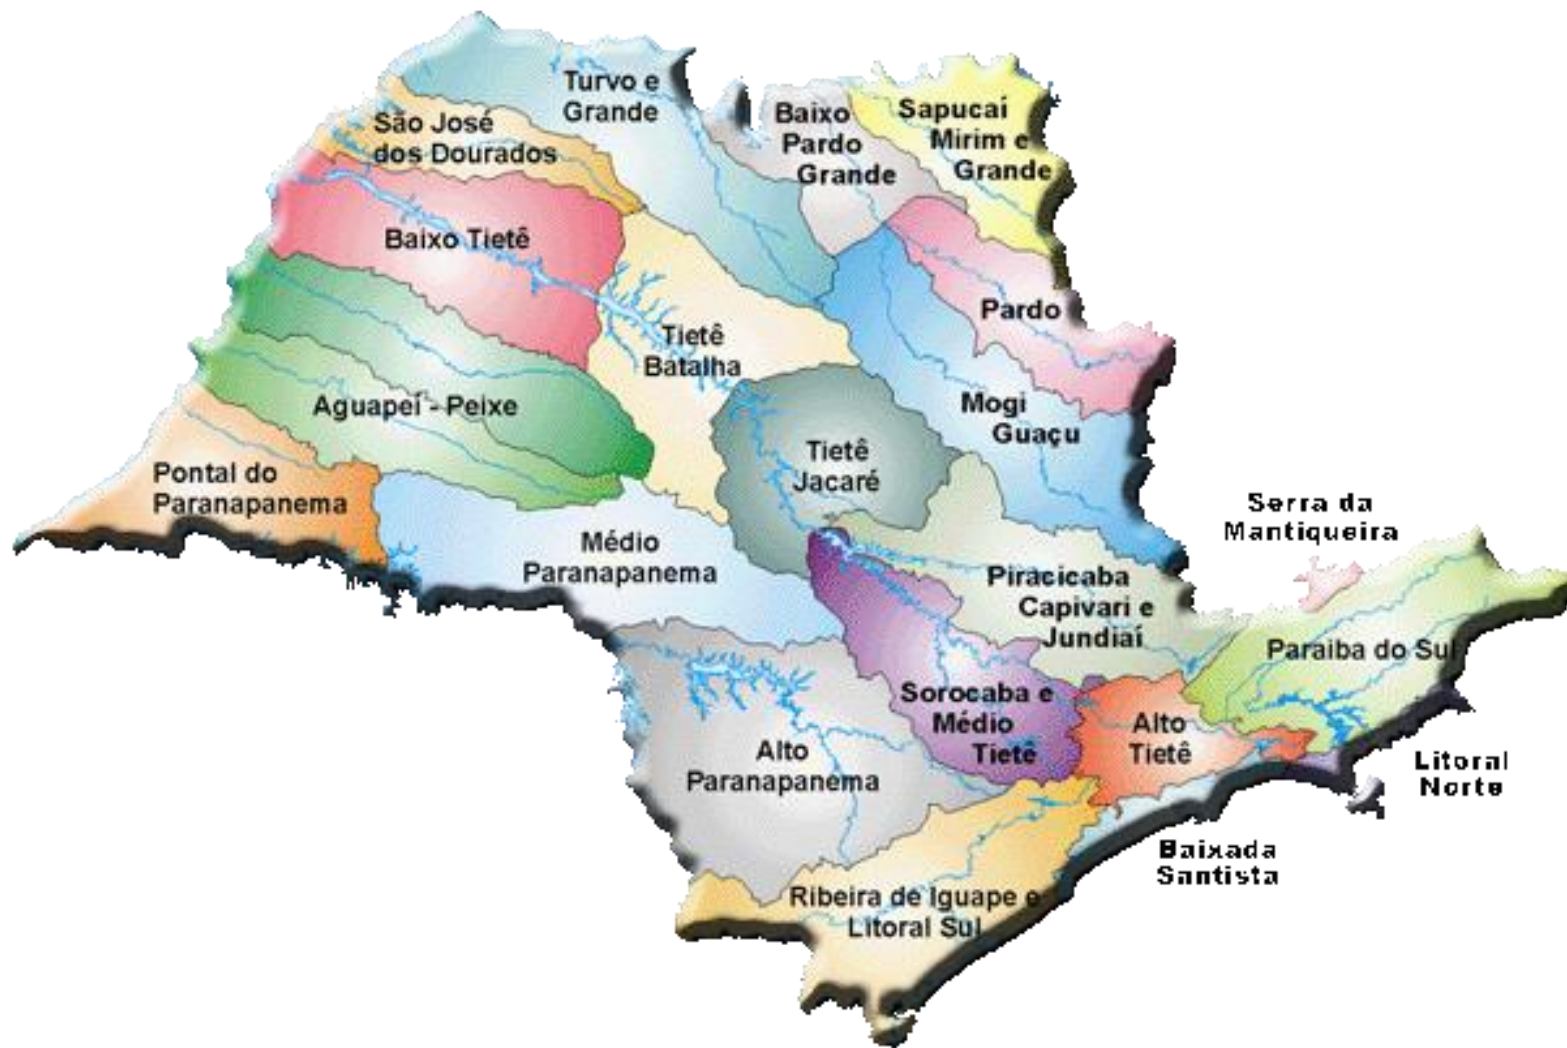 Turvo e
Grande
São José
dos Dourados
Baixo
Pardo
Grande
Sapucaí
Mirim e
Grande
Baixo Tietê
Pardo
Tietê
Batalha
Aguapeí - Peixe
Mogi
Guaçu
Tietê
Jacaré
Pontal do
Paranapanema
Médio
Paranapanema
Serra da
Mantiqueira
Piracicaba
Capivari e
Jundiaí
Paraiba do Sul
Sorocaba e
Médio
Tietê
Alto
Tietê
Alto
Paranapanema
Litoral
Norte
Baixada
Santista
Ribeira de Iguape e
Litoral Sul